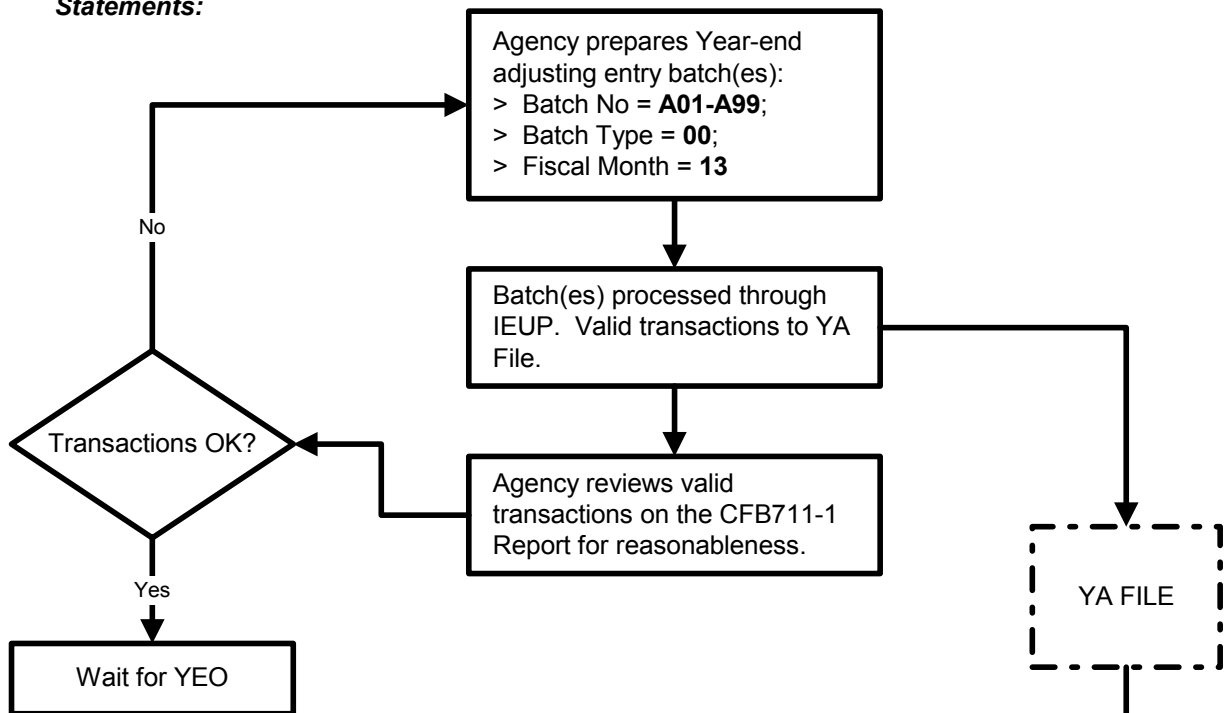 Statements:
Agency prepares Year-end
adjusting entry batch(es):
> Batch No = A01-A99;
> Batch Type = 00;
> Fiscal Month = 13
No
Batch(es) processed through
IEUP. Valid transactions to YA
File.
Transactions OK?
Agency reviews valid
transactions on the CFB711-1
Report for reasonableness.
Yes
YA FILE
Wait for YEO